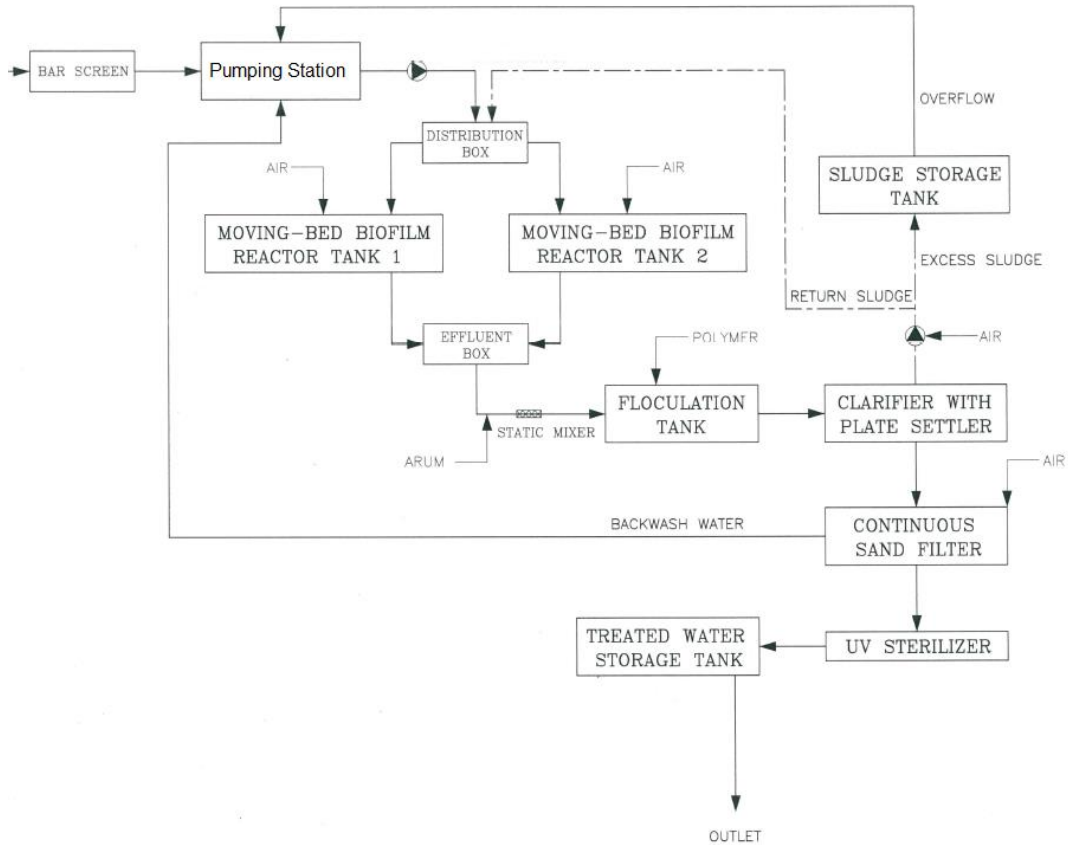 BAR SCREEN
Pumping Station
OVERFLOW
DISTRIBUTION
BOX
AIR
AIR
SLUDGE STORAGE
TANK
MOVING-BED BIOFILM
REACTOR TANK 1
MOVING-BED BIOFILM
REACTOR TANK 2
EXCESS SLUDGE
RETURN SLUDGE
EFFLUENT
BOX
POLYMER
AIR
FLOCULATION
TANK
CLARIFIER WITH
PLATE SETTLER
STATIC MIXER
ARUM
AIR
BACKWASH WATER
CONTINUOUS
SAND FILTER
TREATED WATER
STORAGE TANK
UV STERILIZER
OUTLET